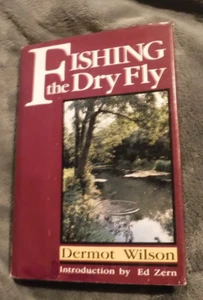 FISHING
the Dry Fly
Dermot Wilson
Introduction by Ed Zern